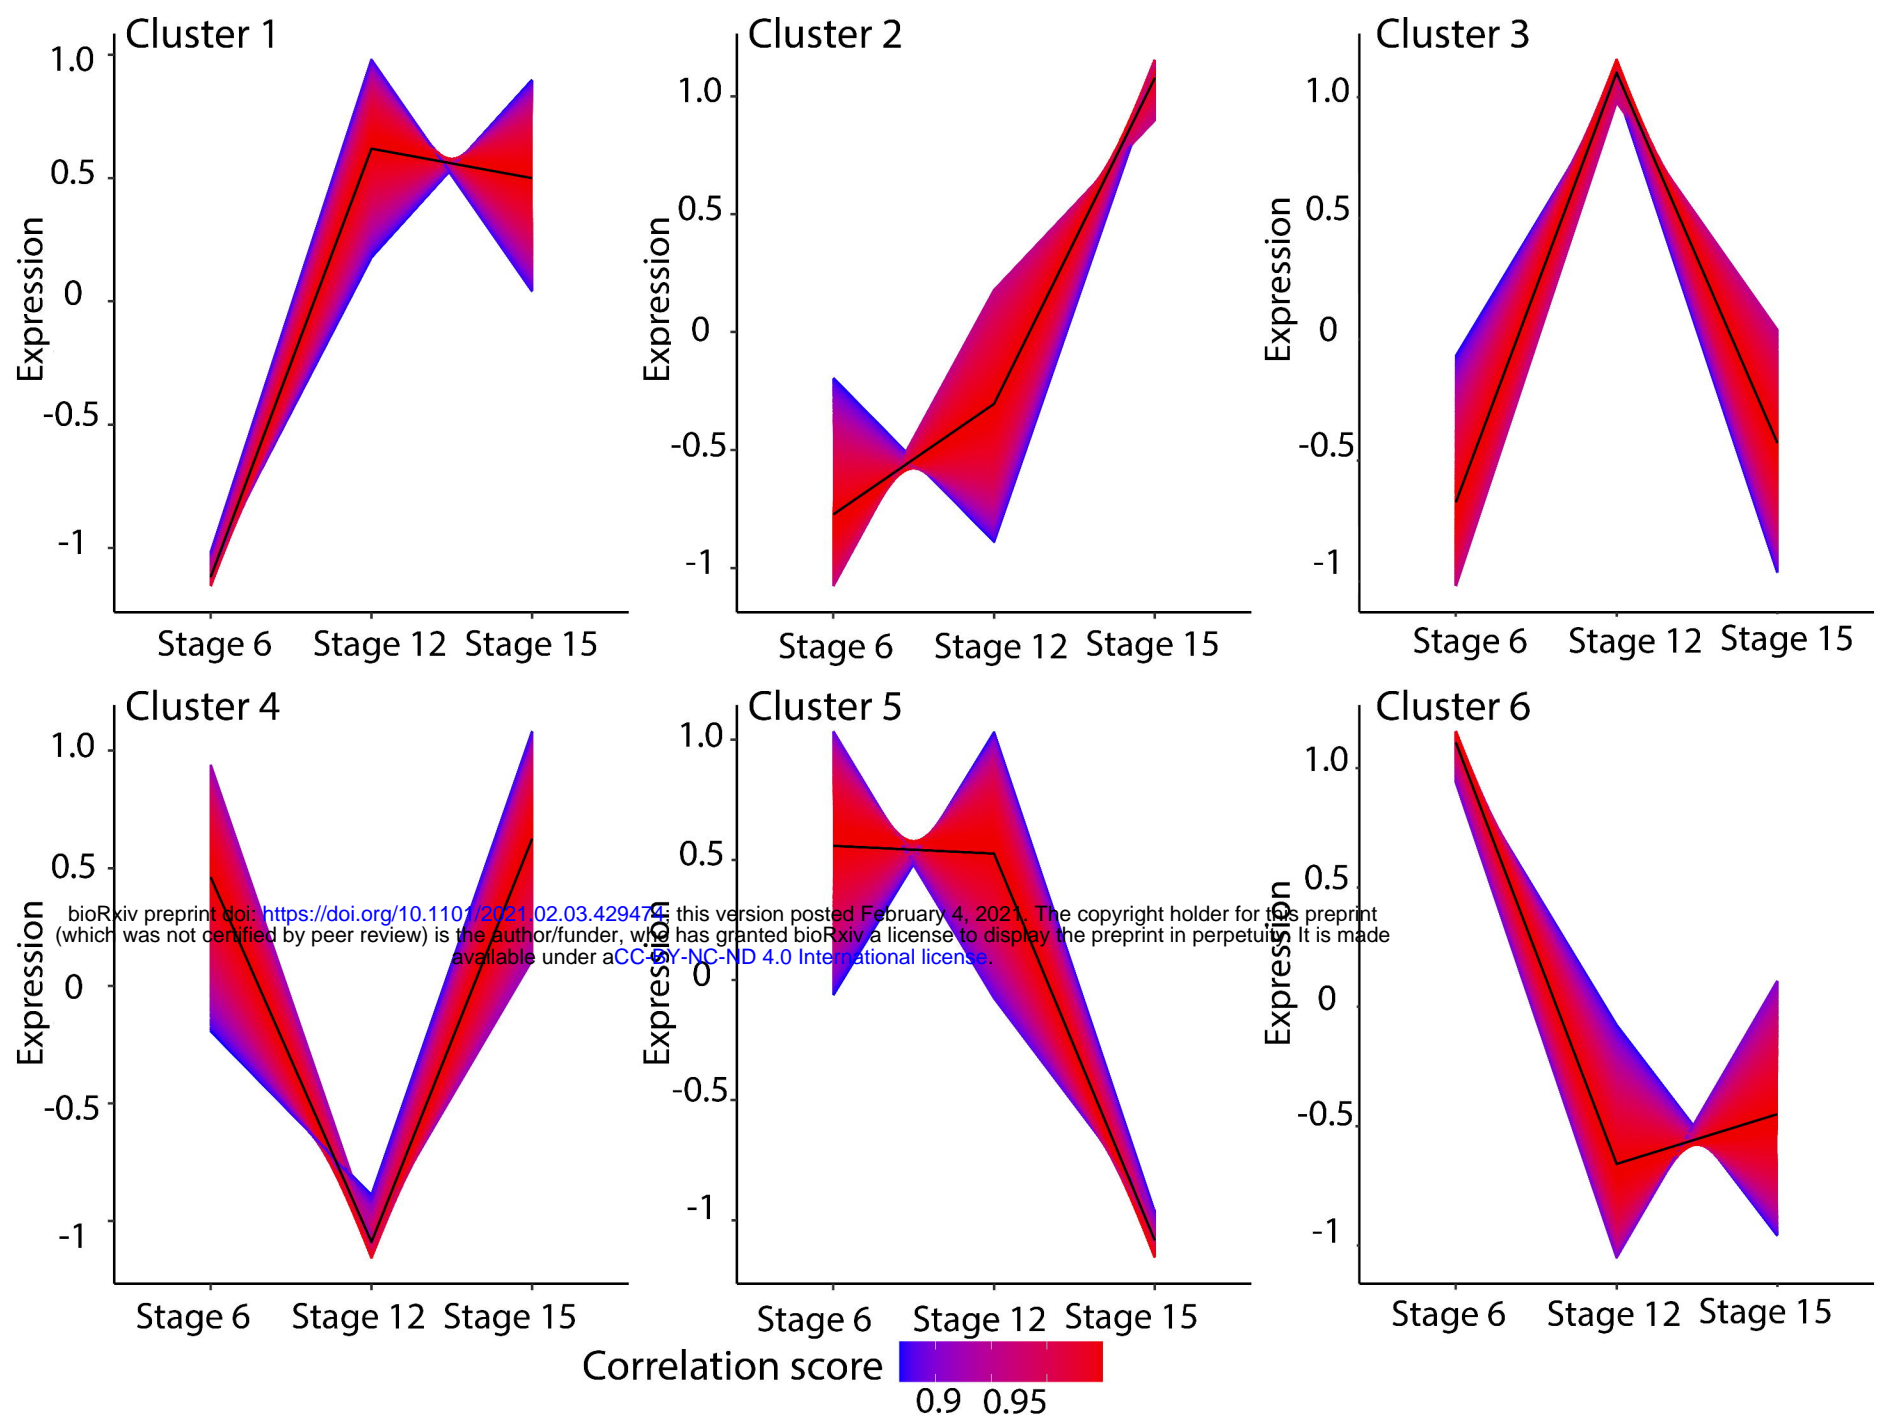 Cluster 1
1.0
0.5
0
-0.5
-1
Expression
Stage 6
Stage 12
Stage 15
Cluster 2
1.0
0.5
0
-0.5
-1
Expression
Stage 6
Stage 12
Stage 15
Cluster 3
1.0
0.5
0
-0.5
-1
Expression
Stage 6
Stage 12
Stage 15
Cluster 4
1.0
0.5
0
-0.5
-1
Expression
Stage 6
Stage 12
Stage 15
Cluster 5
1.0
0.5
0
-0.5
-1
Expression
Stage 6
Stage 12
Stage 15
Cluster 6
1.0
0.5
0
-0.5
-1
Expression
Stage 6
Stage 12
Stage 15
bioRxiv preprint doi: https://doi.org/10.1101/2021.02.03.429474; this version posted February 4, 2021. The copyright holder for this preprint
(which was not certified by peer review) is the author/funder, who has granted bioRxiv a license to display the preprint in perpetuity. It is made
available under aCC-BY-NC-ND 4.0 International license.
Correlation score
0.9
0.95